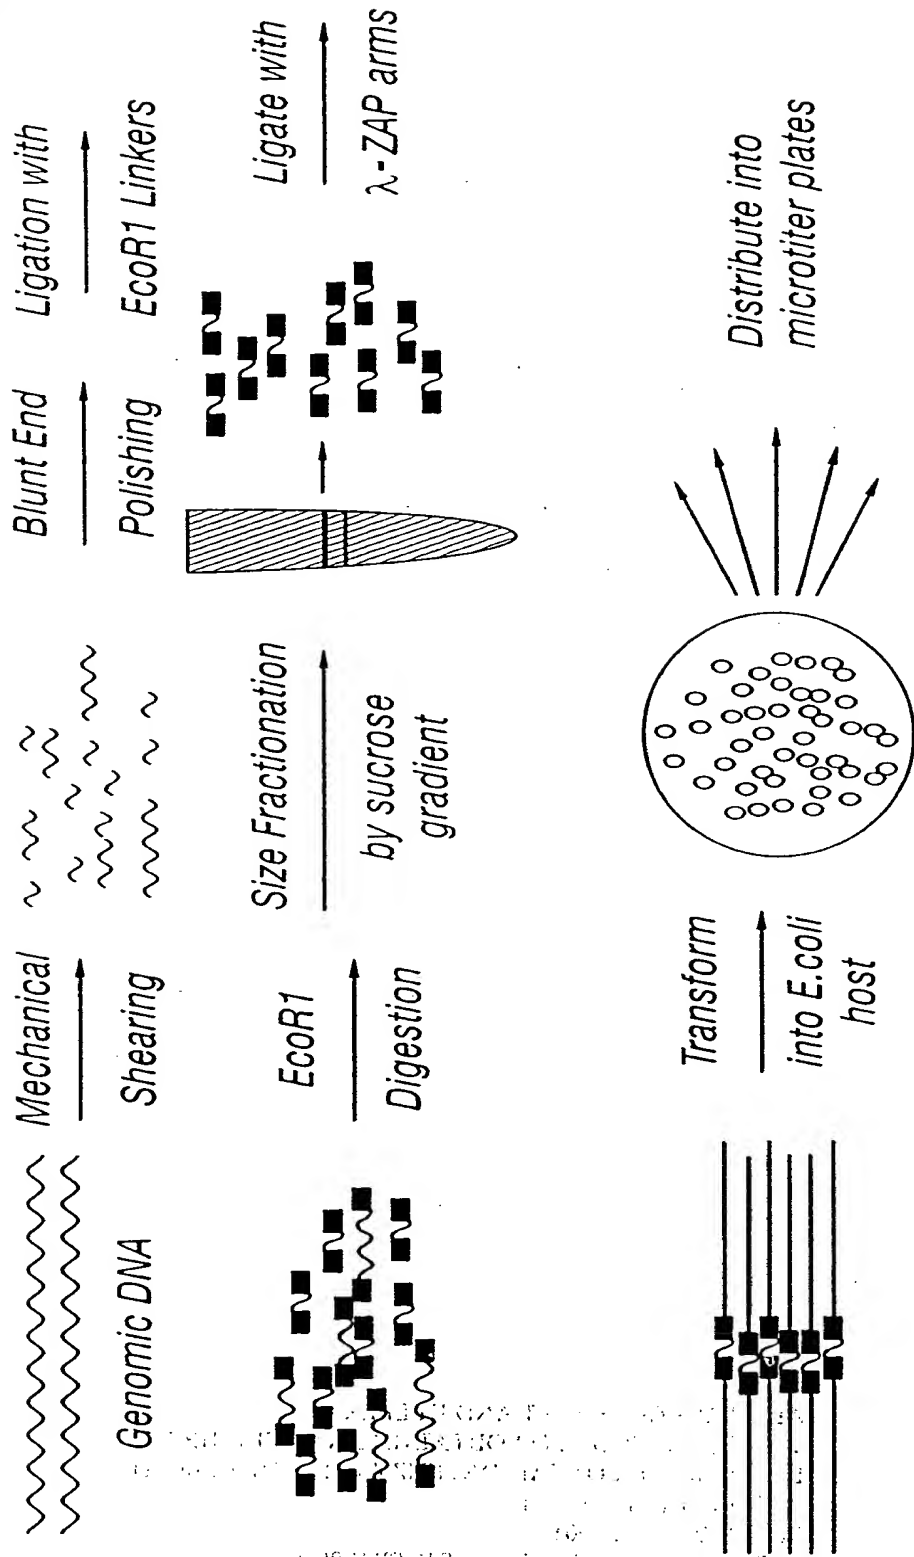 Genomic DNA
Mechanical
Shearing
Blunt End
Polishing
Ligation with
EcoR1 Linkers
EcoR1
Digestion
Size Fractionation
by sucrose
gradient
Ligate with
λ-ZAP arms
Transform
into E.coli
host
Distribute into
microtiter plates